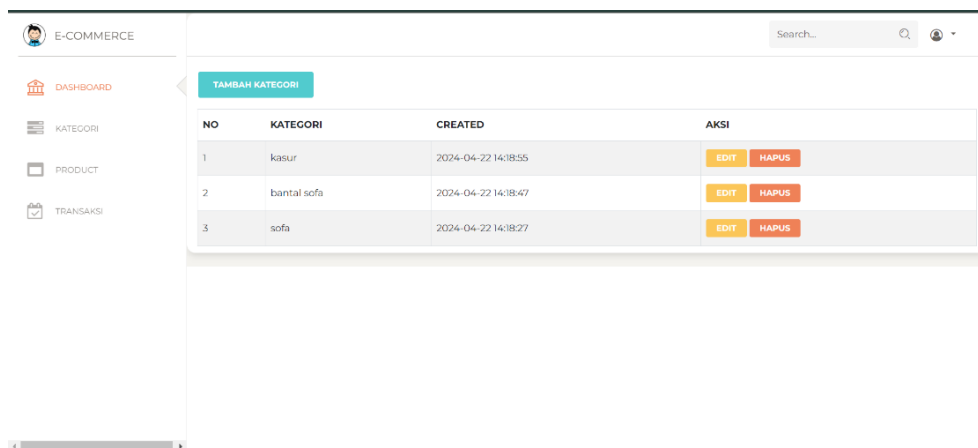 E-COMMERCE
Search...
DASHBOARD
KATEGORI
PRODUCT
TRANSAKSI
TAMBAH KATEGORI
NO KATEGORI CREATED AKSI
1 kasur 2024-04-22 14:18:55 EDIT HAPUS
2 bantal sofa 2024-04-22 14:18:47 EDIT HAPUS
3 sofa 2024-04-22 14:18:27 EDIT HAPUS